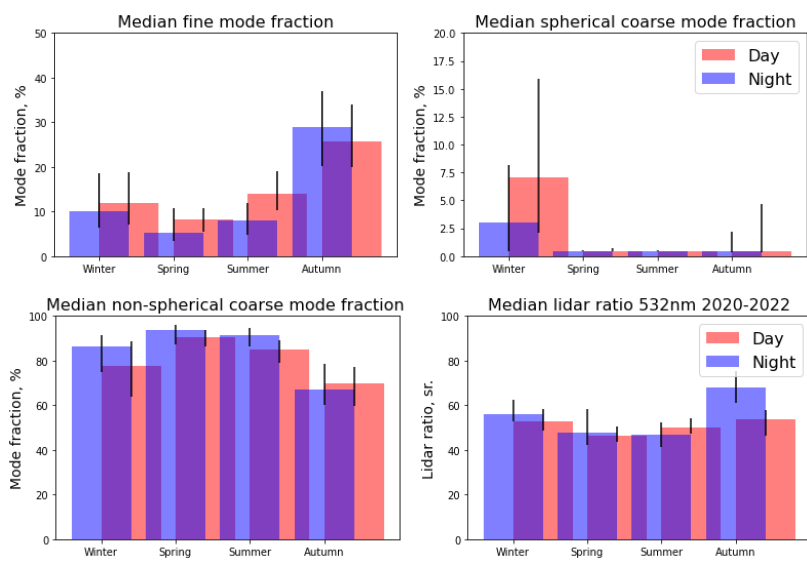 Median fine mode fraction
Mode fraction, %
50
40
30
20
10
0
Winter
Spring
Summer
Autumn
Median spherical coarse mode fraction
Mode fraction, %
20.0
17.5
15.0
12.5
10.0
7.5
5.0
2.5
0.0
Day
Night
Winter
Spring
Summer
Autumn
Median non-spherical coarse mode fraction
Mode fraction, %
100
80
60
40
20
0
Winter
Spring
Summer
Autumn
Median lidar ratio 532nm 2020-2022
Lidar ratio, sr.
100
80
60
40
20
0
Day
Night
Winter
Spring
Summer
Autumn